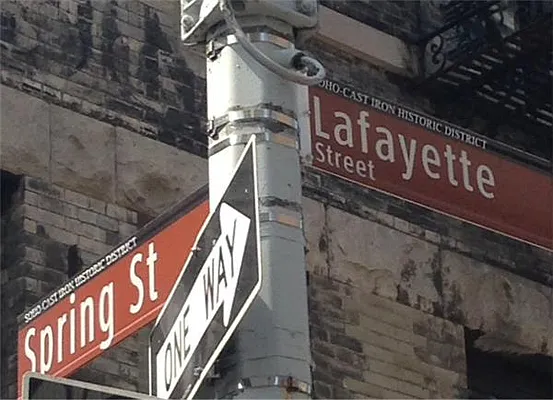 SOHO-CAST IRON HISTORIC DISTRICT
Lafayette
Street
SOHO-CAST IRON HISTORIC DISTRICT
Spring St
ONE WAY